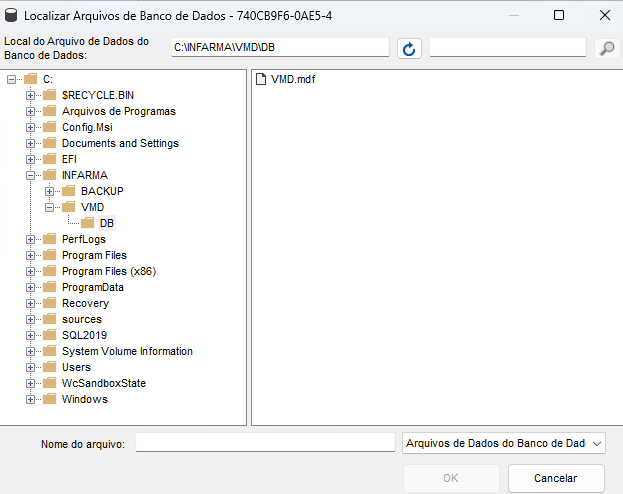 Localizar Arquivos de Banco de Dados - 740CB9F6-0AE5-4
Local do Arquivo de Dados do
Banco de Dados:
C:\INFARMA\VMD\DB
C:
$RECYCLE.BIN
Arquivos de Programas
Config.Msi
Documents and Settings
EFI
INFARMA
BACKUP
VMD
DB
PerfLogs
Program Files
Program Files (x86)
ProgramData
Recovery
sources
SQL2019
System Volume Information
Users
WcSandboxState
Windows
VMD.mdf
Nome do arquivo:
Arquivos de Dados do Banco de Dad
OK
Cancelar